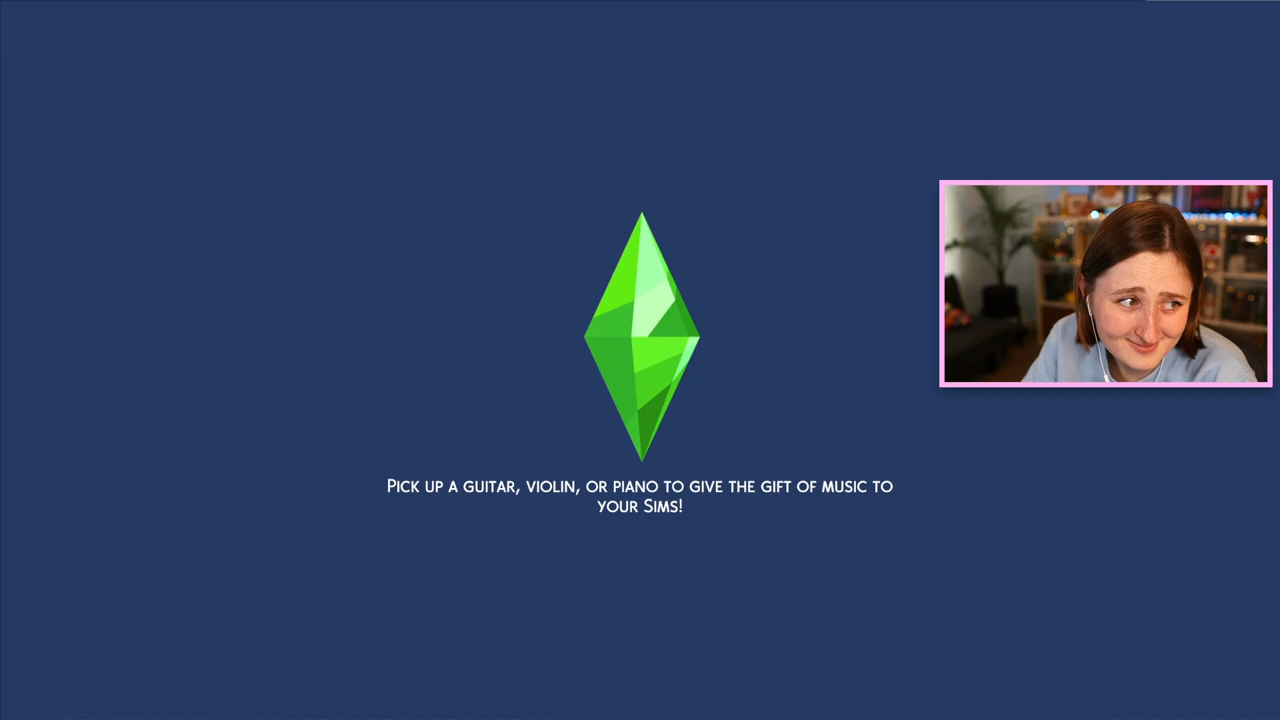 Pick up a guitar, violin, or piano to give the gift of music to
your Sims!